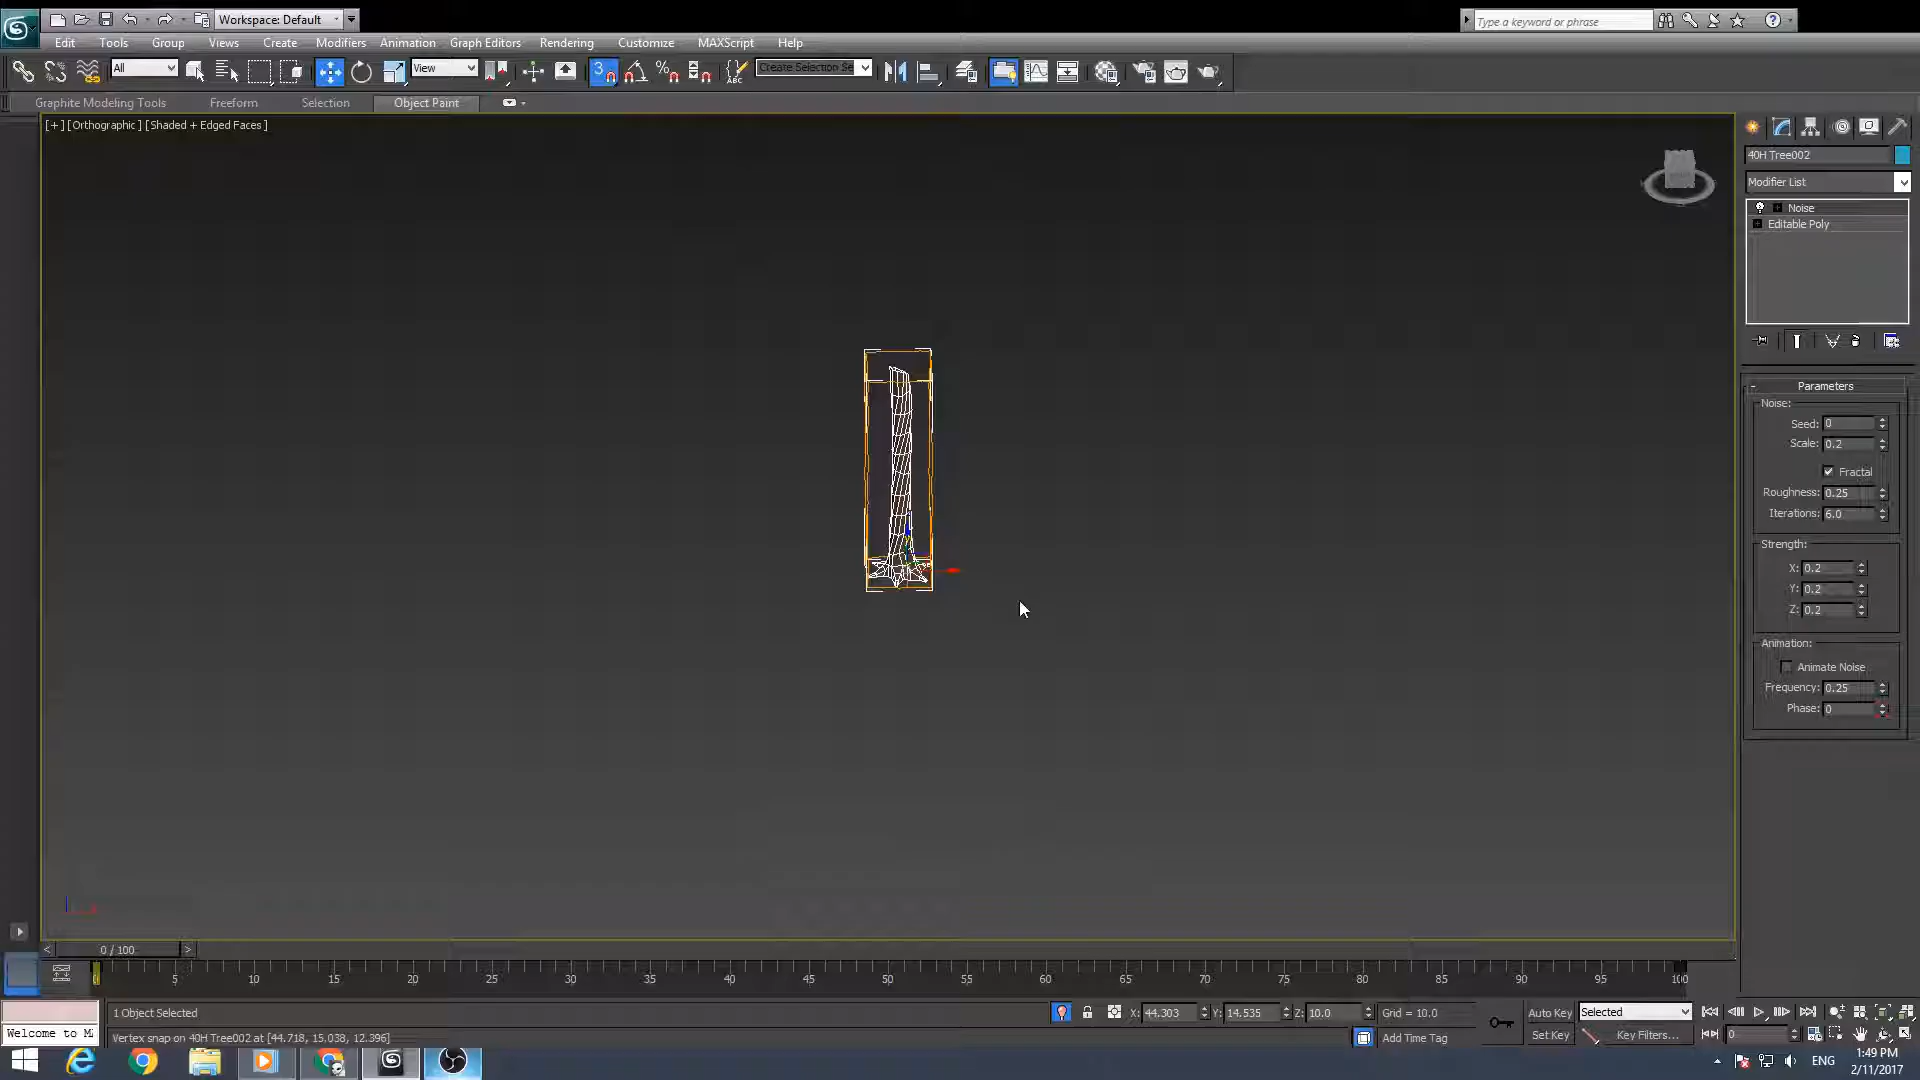 Workspace: Default
Type a keyword or phrase
Edit Tools Group Views Create Modifiers Animation Graph Editors Rendering Customize MAXScript Help
All View Create Selection Se
Graphite Modeling Tools Freeform Selection Object Paint
[+] [Orthographic] [Shaded + Edged Faces]
40H Tree002
Modifier List
Noise
Editable Poly
Parameters
Noise:
Seed: 0
Scale: 0.2
Fractal
Roughness: 0.25
Iterations: 6.0
Strength:
X: 0.2
Y: 0.2
Z: 0.2
Animation:
Animate Noise
Frequency: 0.25
Phase: 0
< 0 / 100 >
0 5 10 15 20 25 30 35 40 45 50 55 60 65 70 75 80 85 90 95 100
1 Object Selected X: 44.303 Y: 14.535 Z: 10.0 Grid = 10.0 Auto Key Selected
Welcome to M
Vertex snap on 40H Tree002 at [44.718, 15.038, 12.396] Add Time Tag Set Key Key Filters... 0
ENG
1:49 PM
2/11/2017